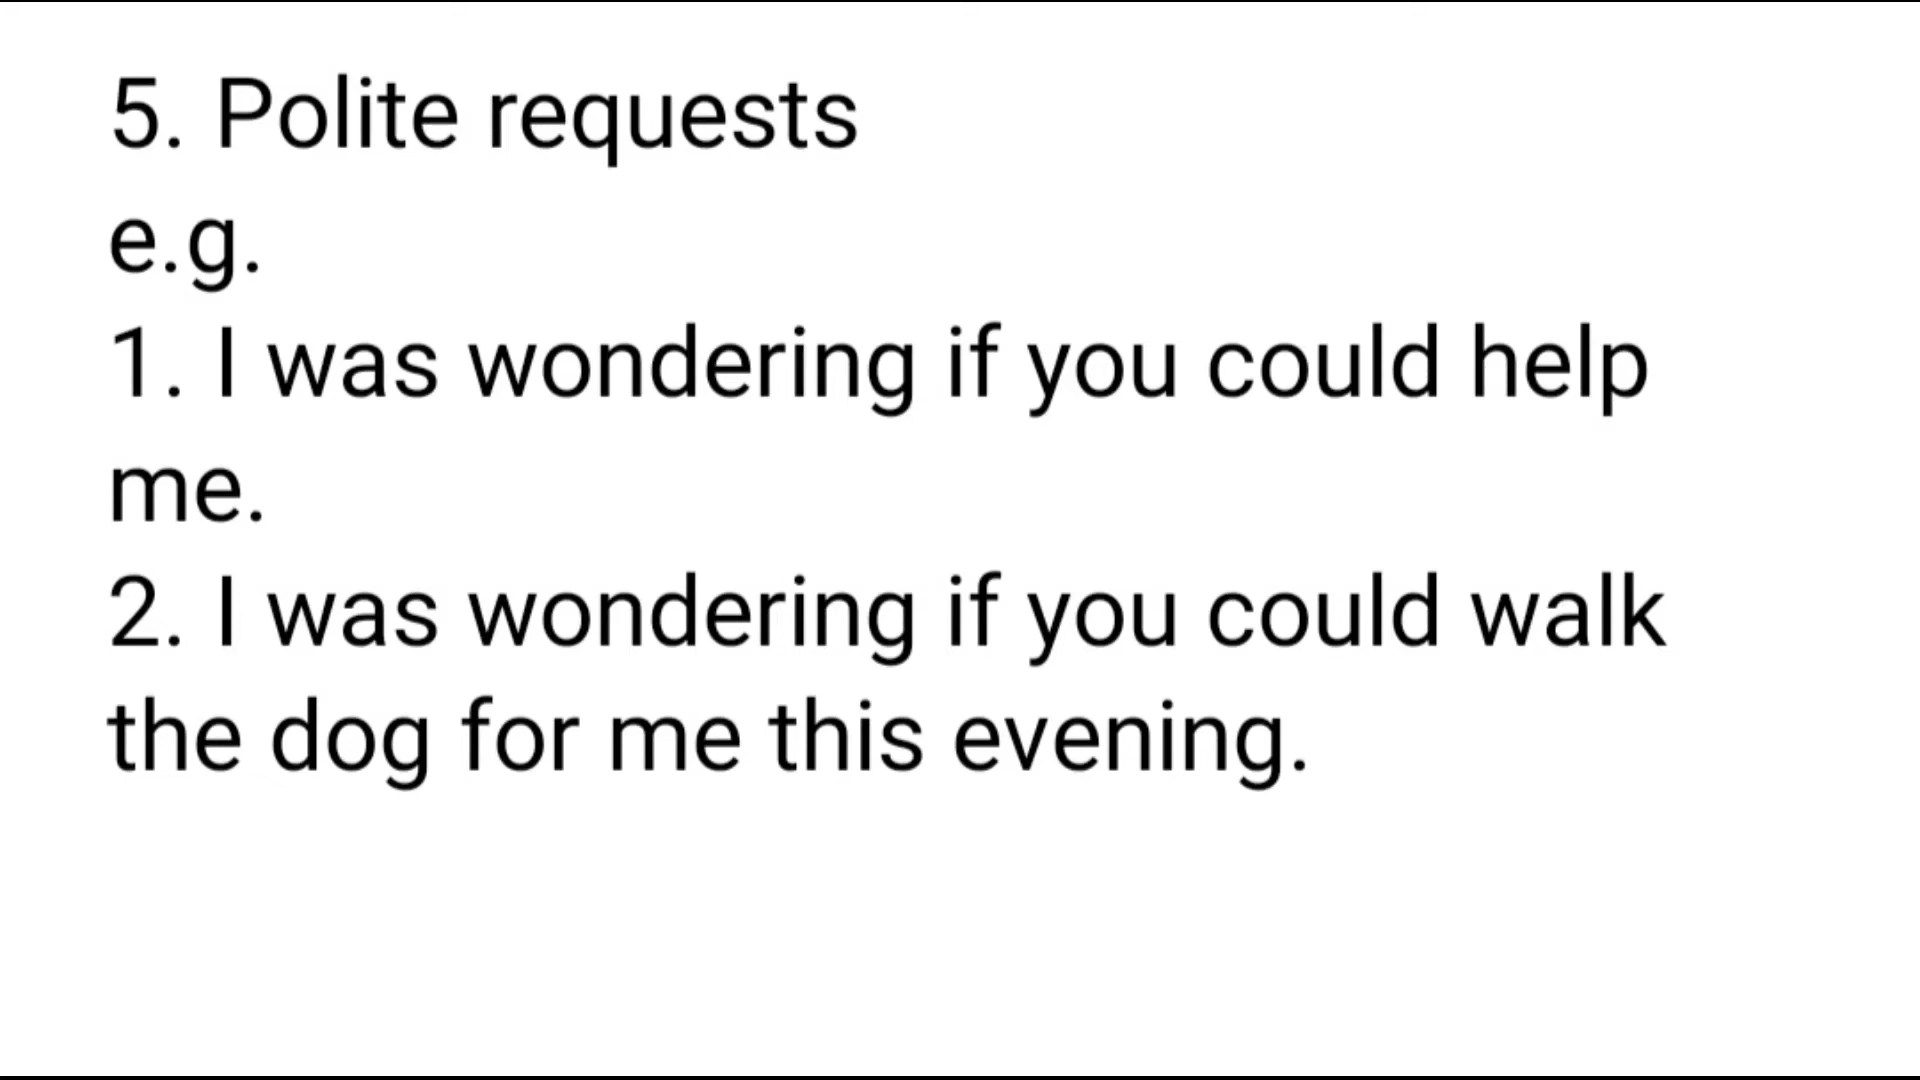 5. Polite requests
e.g.
1. I was wondering if you could help
me.
2. I was wondering if you could walk
the dog for me this evening.